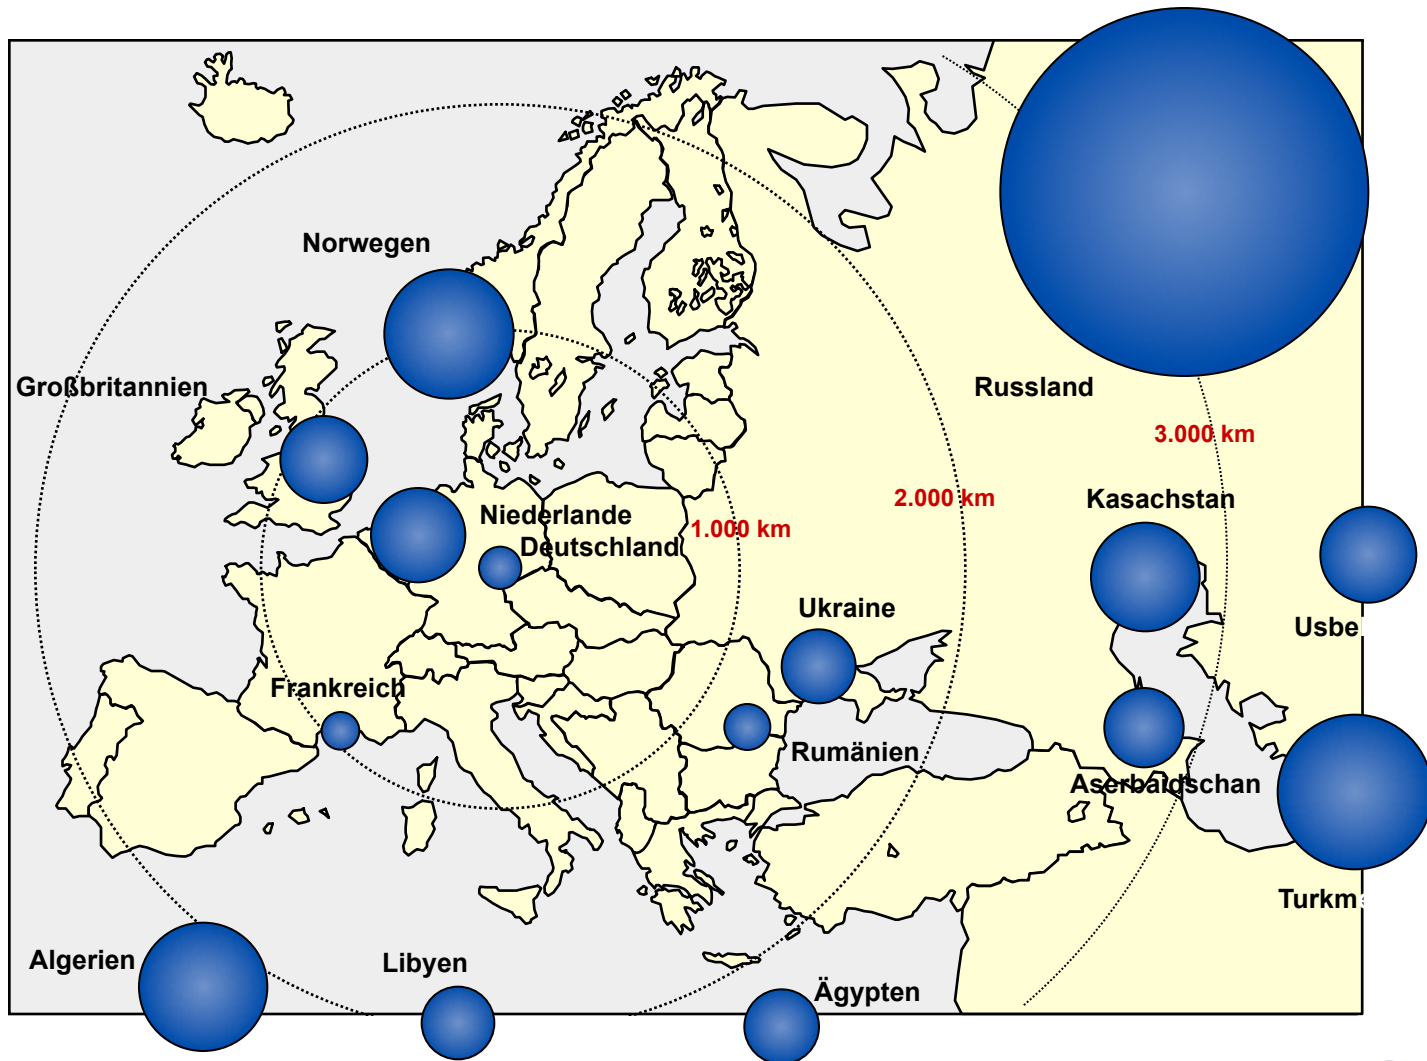 Norwegen
Großbritannien
Russland
3.000 km
2.000 km
Kasachstan
Niederlande
1.000 km
Deutschland
Ukraine
Usbe
Frankreich
Rumänien
Aserbaidschan
Turkm
Algerien
Libyen
Ägypten